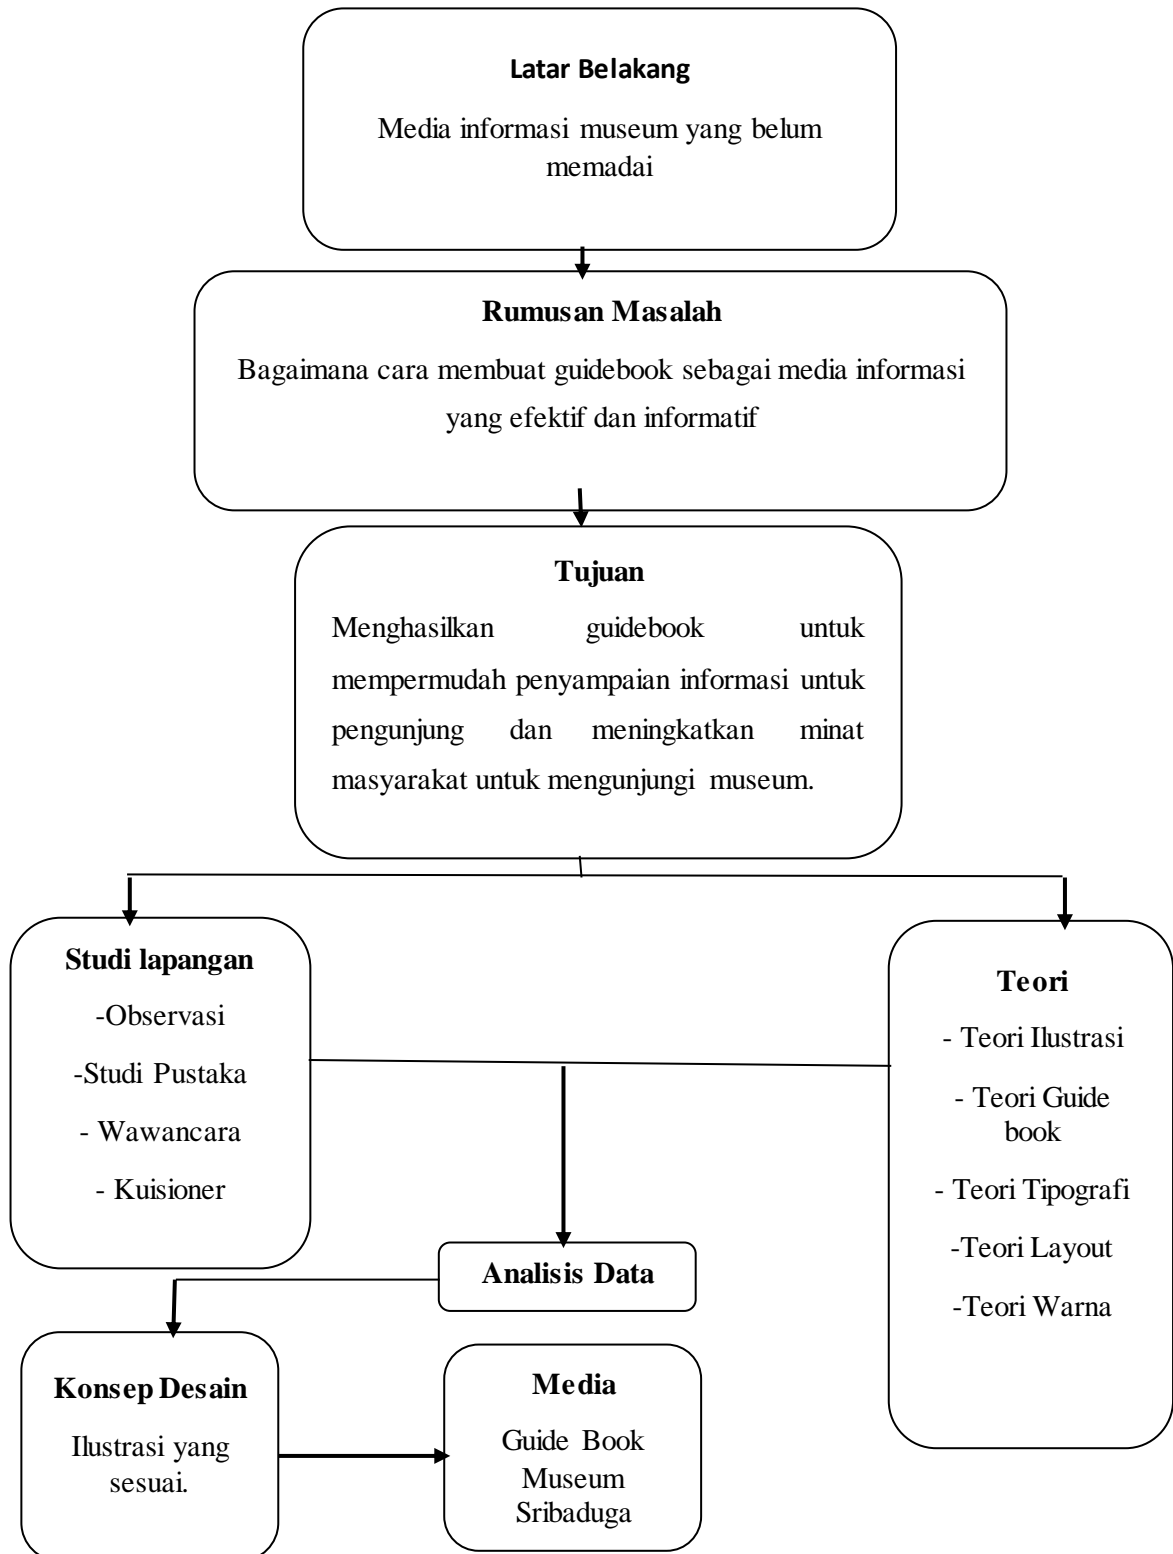 Latar Belakang
Media informasi museum yang belum
memadai
Rumusan Masalah
Bagaimana cara membuat guidebook sebagai media informasi
yang efektif dan informatif
Tujuan
Menghasilkan guidebook untuk
mempermudah penyampaian informasi untuk
pengunjung dan meningkatkan minat
masyarakat untuk mengunjungi museum.
Studi lapangan
-Observasi
-Studi Pustaka
- Wawancara
- Kuisioner
Teori
- Teori Ilustrasi
- Teori Guide
book
- Teori Tipografi
-Teori Layout
-Teori Warna
Analisis Data
Konsep Desain
Ilustrasi yang
sesuai.
Media
Guide Book
Museum
Sribaduga